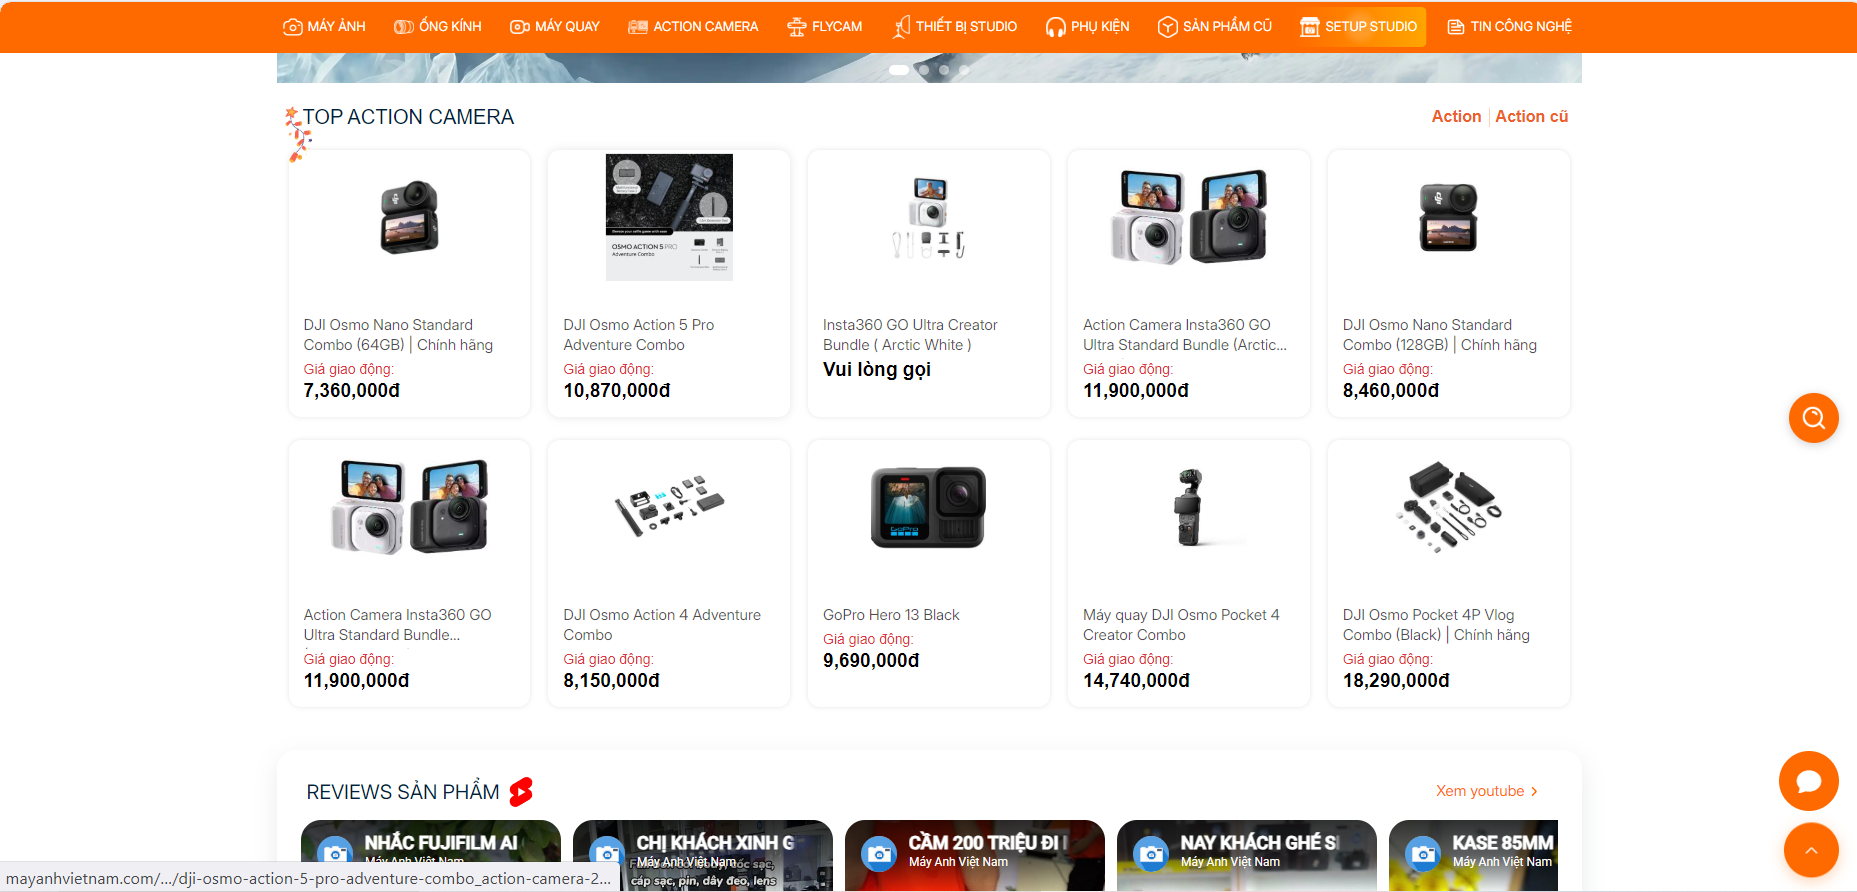 MÁY ẢNH
ỐNG KÍNH
MÁY QUAY
ACTION CAMERA
FLYCAM
THIẾT BỊ STUDIO
PHỤ KIỆN
SẢN PHẨM CŨ
SETUP STUDIO
TIN CÔNG NGHỆ
TOP ACTION CAMERA
Action
Action cũ
DJI Osmo Nano Standard
Combo (64GB) | Chính hãng
Giá giao động:
7,360,000đ
OSMO ACTION 5 PRO
Adventure Combo
DJI Osmo Action 5 Pro
Adventure Combo
Giá giao động:
10,870,000đ
Insta360 GO Ultra Creator
Bundle ( Arctic White )
Vui lòng gọi
Action Camera Insta360 GO
Ultra Standard Bundle (Arctic...
Giá giao động:
11,900,000đ
DJI Osmo Nano Standard
Combo (128GB) | Chính hãng
Giá giao động:
8,460,000đ
Action Camera Insta360 GO
Ultra Standard Bundle...
Giá giao động:
11,900,000đ
DJI Osmo Action 4 Adventure
Combo
Giá giao động:
8,150,000đ
GoPro
GoPro Hero 13 Black
Giá giao động:
9,690,000đ
Máy quay DJI Osmo Pocket 4
Creator Combo
Giá giao động:
14,740,000đ
DJI Osmo Pocket 4P Vlog
Combo (Black) | Chính hãng
Giá giao động:
18,290,000đ
REVIEWS SẢN PHẨM
Xem youtube
NHẮC FUJIFILM AI
Máy Ảnh Việt Nam
CHỊ KHÁCH XINH G
Máy Ảnh Việt Nam
cáp sạc, pin, dây đeo, lens
CẦM 200 TRIỆU ĐI
Máy Ảnh Việt Nam
NAY KHÁCH GHÉ S
Máy Ảnh Việt Nam
KASE 85MM
Máy Ảnh Việt Nam
mayanhvietnam.com/.../dji-osmo-action-5-pro-adventure-combo_action-camera-2...